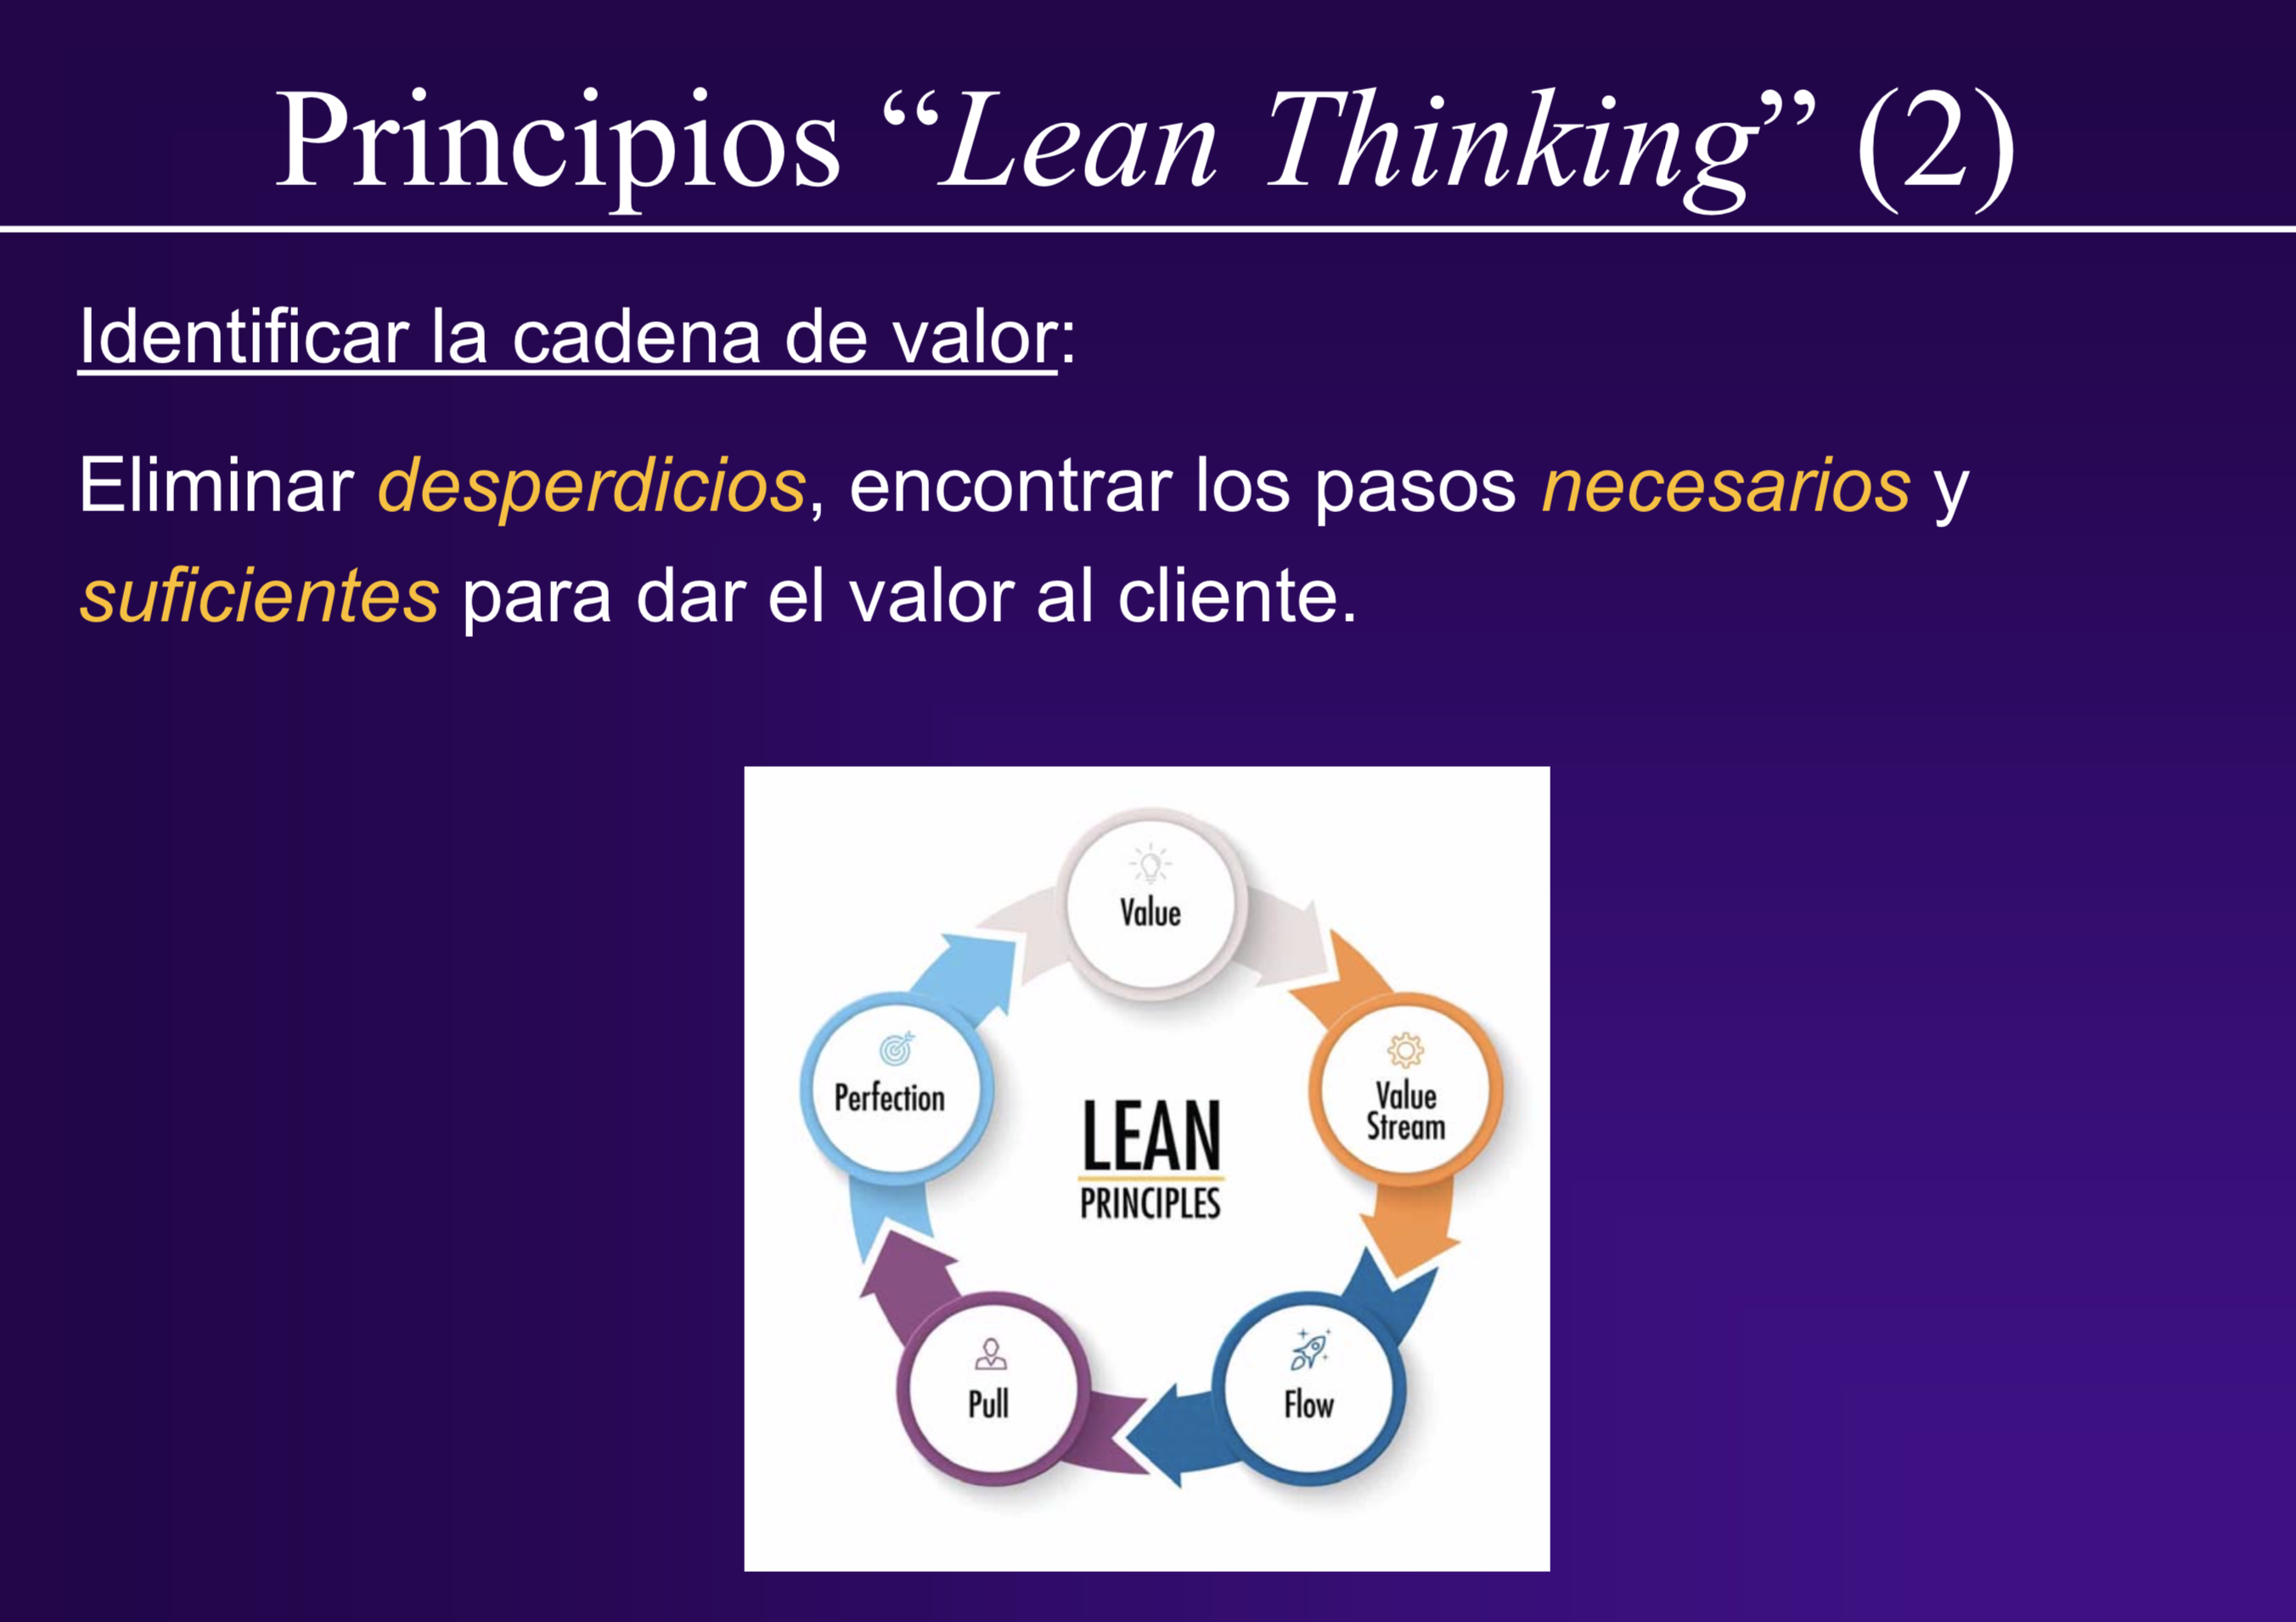 Principios “Lean Thinking” (2)
Identificar la cadena de valor:
Eliminar desperdicios, encontrar los pasos necesarios y
suficientes para dar el valor al cliente.
Value
Value
Stream
Flow
Pull
Perfection
LEAN
PRINCIPLES